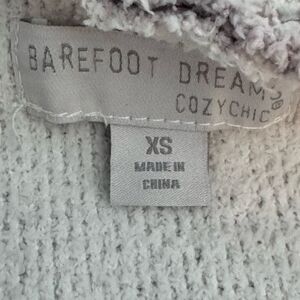 BAREFOOT DREAMS®
COZYCHIC
XS
MADE IN
CHINA